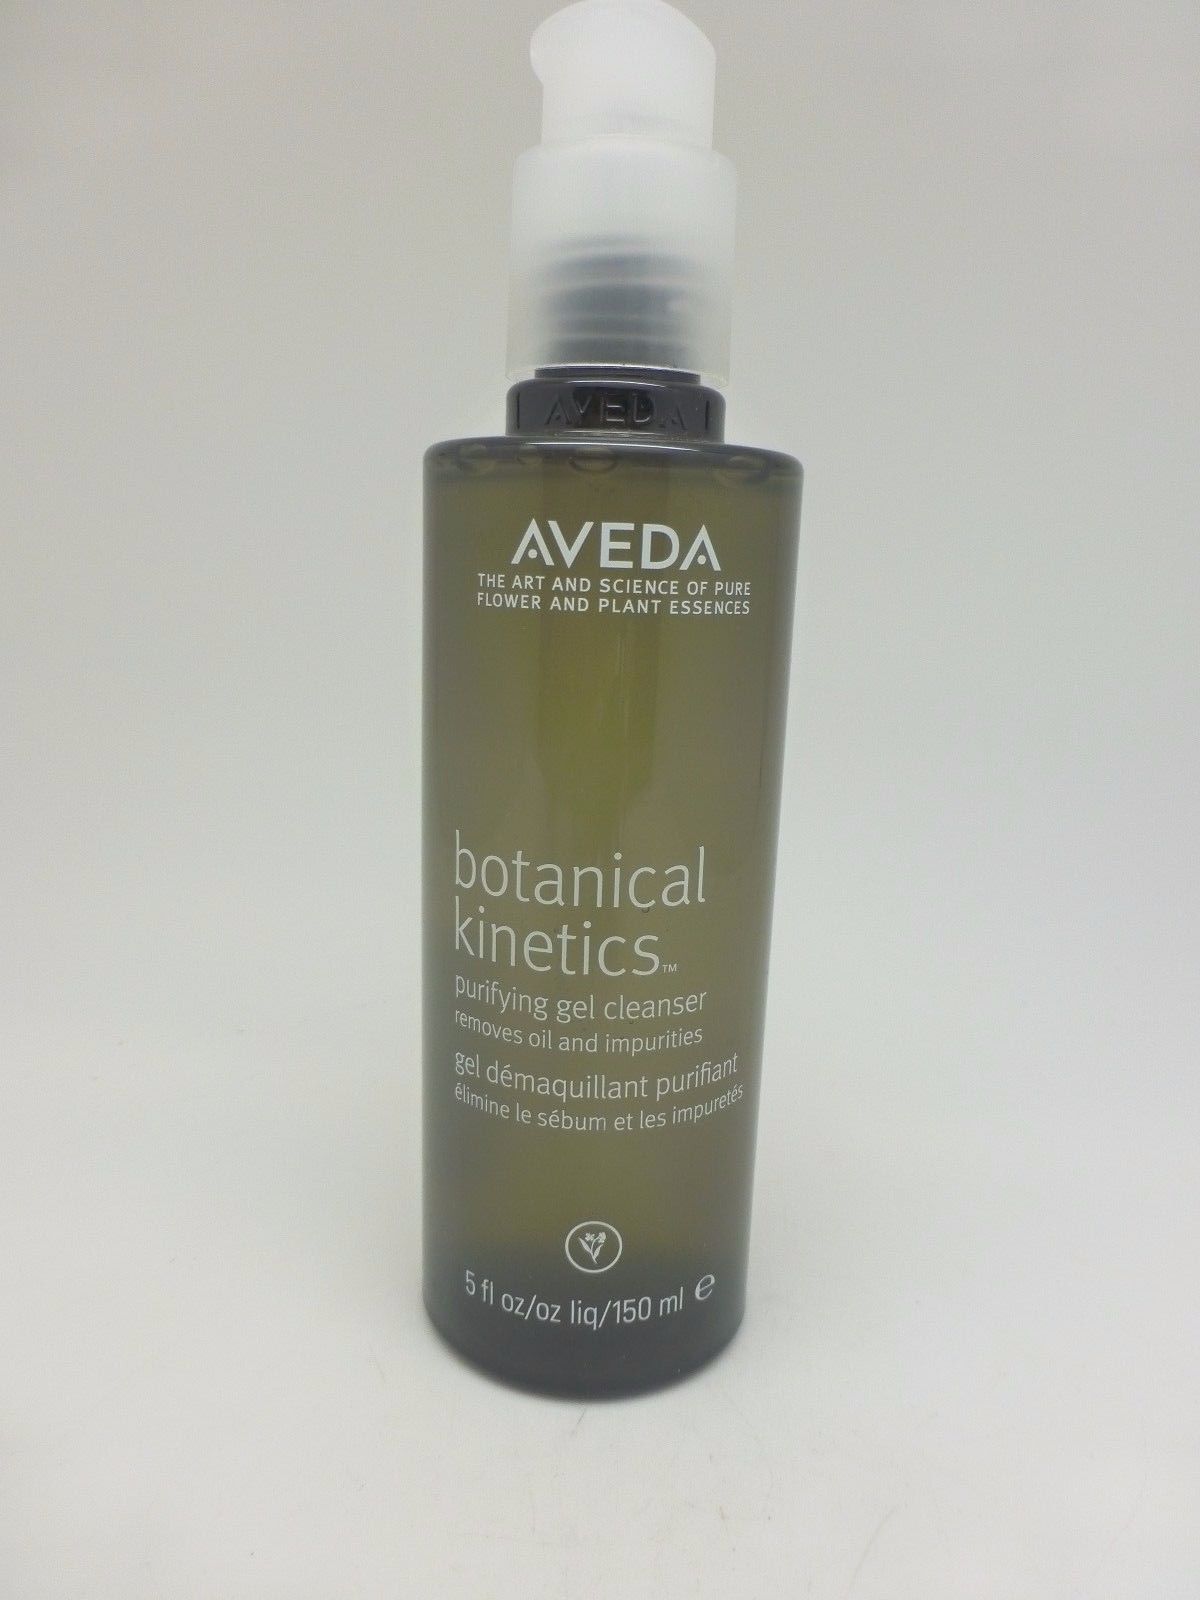 AVEDA
AVEDA
THE ART AND SCIENCE OF PURE
FLOWER AND PLANT ESSENCES
botanical
kinetics™
purifying gel cleanser
removes oil and impurities
gel démaquillant purifiant
élimine le sébum et les impuretés
5 fl oz/oz liq/150 ml ℮